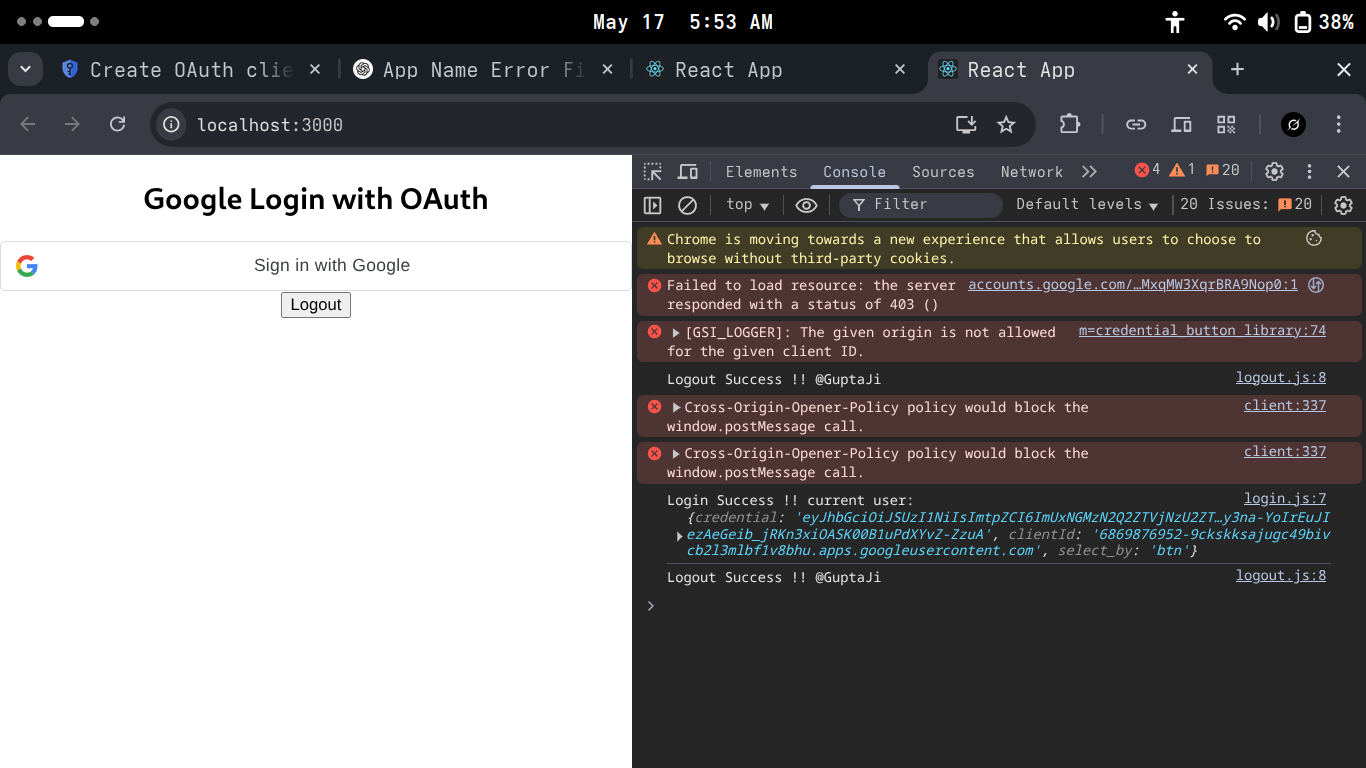 May 17 5:53 AM
38%
Create OAuth clie
App Name Error Fi
React App
React App
localhost:3000
Google Login with OAuth
Sign in with Google
Logout
Elements Console Sources Network 4 1 20
top Filter Default levels 20 Issues: 20
Chrome is moving towards a new experience that allows users to choose to
browse without third-party cookies.
Failed to load resource: the server accounts.google.com/…MxqMW3XqrBRA9Nop0:1
responded with a status of 403 ()
[GSI_LOGGER]: The given origin is not allowed m=credential_button_library:74
for the given client ID.
Logout Success !! @GuptaJi logout.js:8
Cross-Origin-Opener-Policy policy would block the client:337
window.postMessage call.
Cross-Origin-Opener-Policy policy would block the client:337
window.postMessage call.
Login Success !! current user: login.js:7
{credential: 'eyJhbGciOiJSUzI1NiIsImtpZCI6ImUxNGMzN2Q2ZTVjNzU2ZT…y3na-YoIrEuJI
ezAeGeib_jRKn3xiOASK00B1uPdXYvZ-ZzuA', clientId: '6869876952-9ckskksajugc49biv
cb2l3mlbf1v8bhu.apps.googleusercontent.com', select_by: 'btn'}
Logout Success !! @GuptaJi logout.js:8